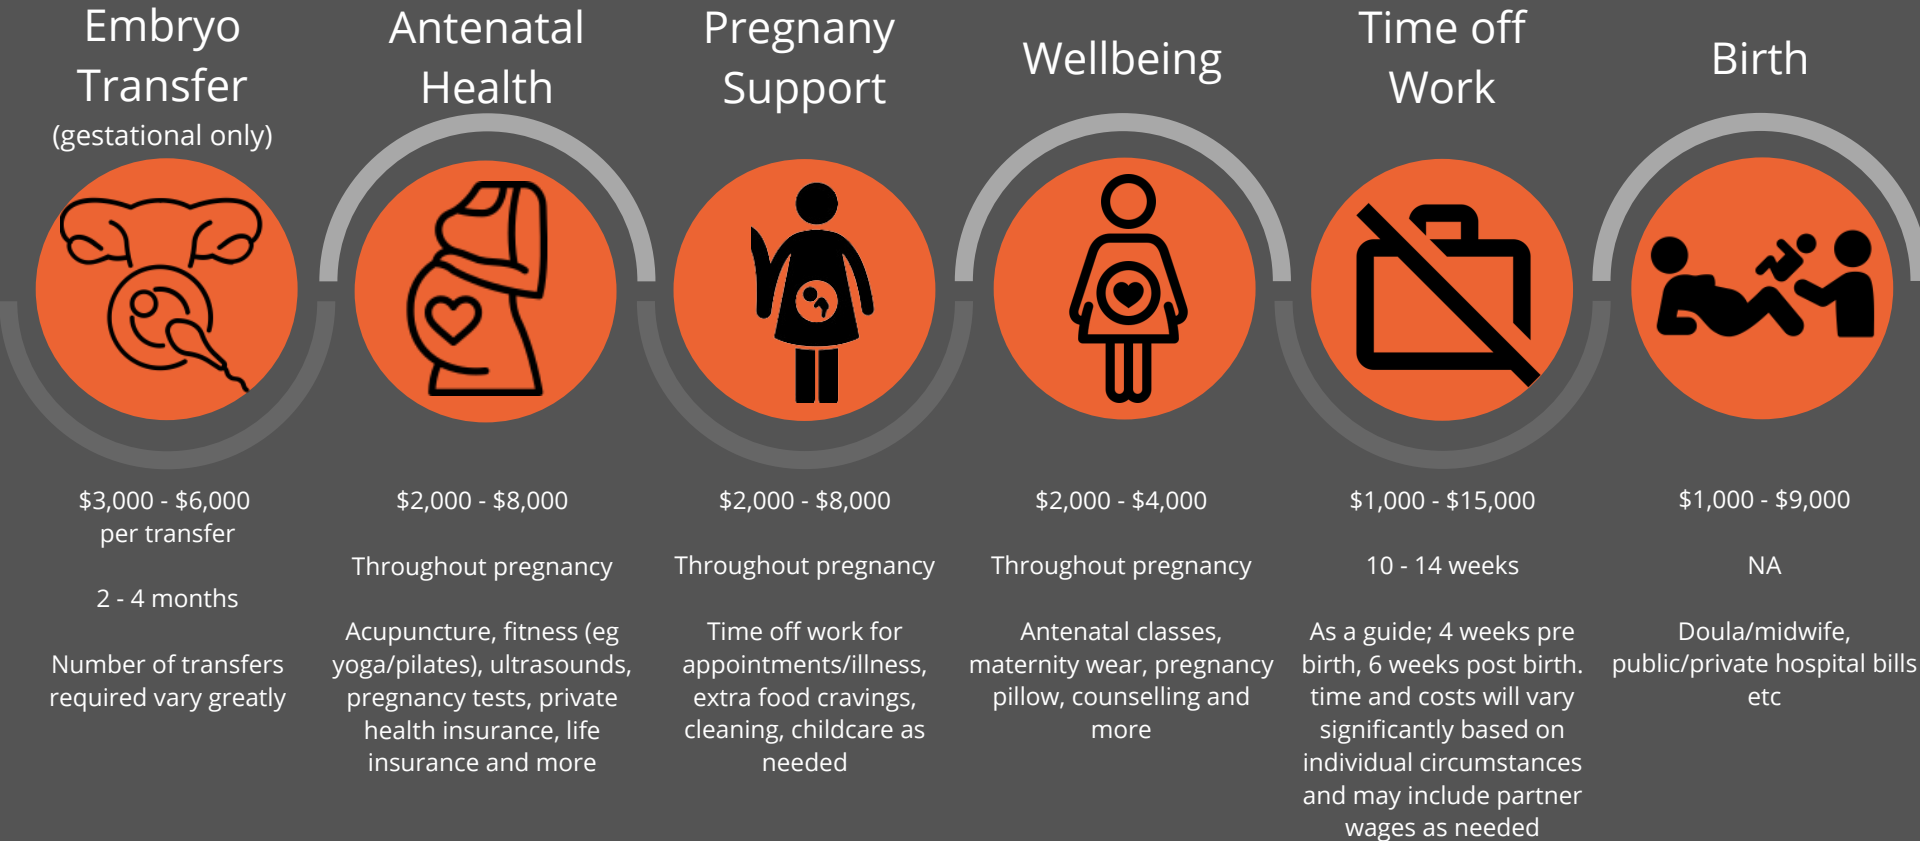 Embryo
Transfer
(gestational only)
$3,000 - $6,000
per transfer
2 - 4 months
Number of transfers
required vary greatly
Antenatal
Health
$2,000 - $8,000
Throughout pregnancy
Acupuncture, fitness (eg
yoga/pilates), ultrasounds,
pregnancy tests, private
health insurance, life
insurance and more
Pregnany
Support
$2,000 - $8,000
Throughout pregnancy
Time off work for
appointments/illness,
extra food cravings,
cleaning, childcare as
needed
Wellbeing
$2,000 - $4,000
Throughout pregnancy
Antenatal classes,
maternity wear, pregnancy
pillow, counselling and
more
Time off
Work
$1,000 - $15,000
10 - 14 weeks
As a guide; 4 weeks pre
birth, 6 weeks post birth.
time and costs will vary
significantly based on
individual circumstances
and may include partner
wages as needed
Birth
$1,000 - $9,000
NA
Doula/midwife,
public/private hospital bills
etc